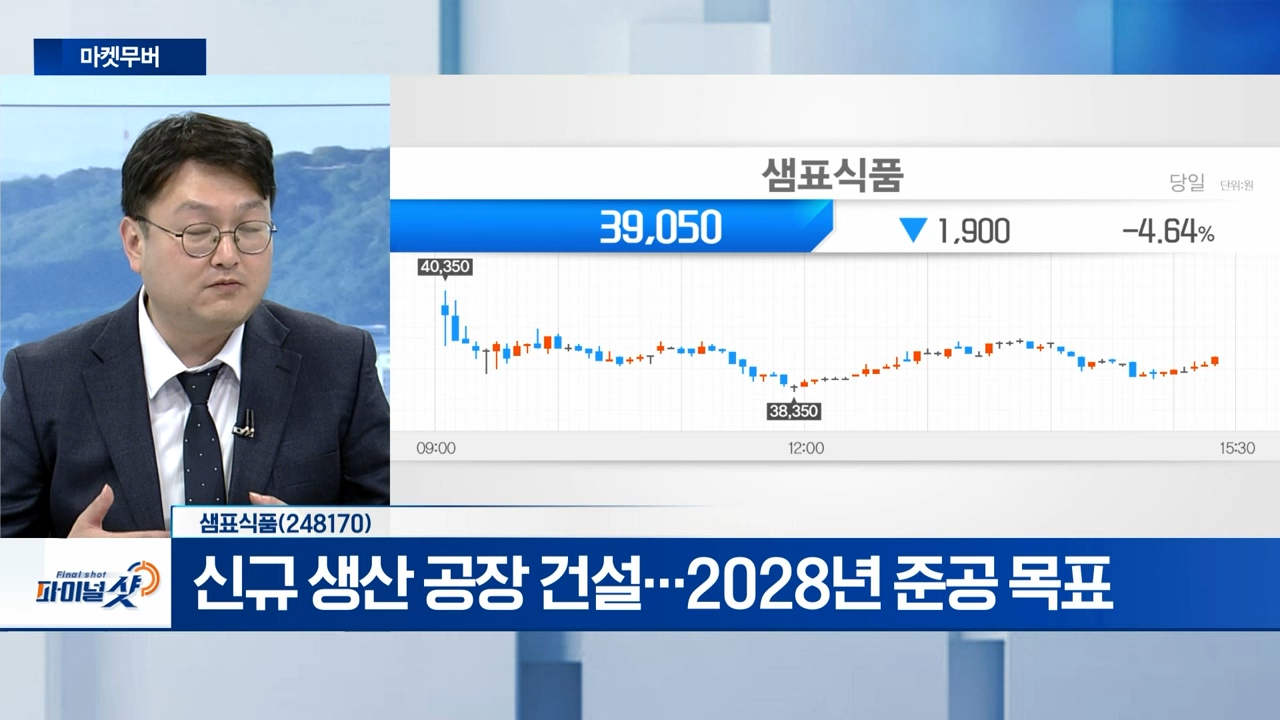 마켓무버
샘표식품
당일 단위:원
39,050 ▼ 1,900 -4.64%
40,350
38,350
09:00 12:00 15:30
샘표식품(248170)
Final shot
파이널샷
신규 생산 공장 건설…2028년 준공 목표